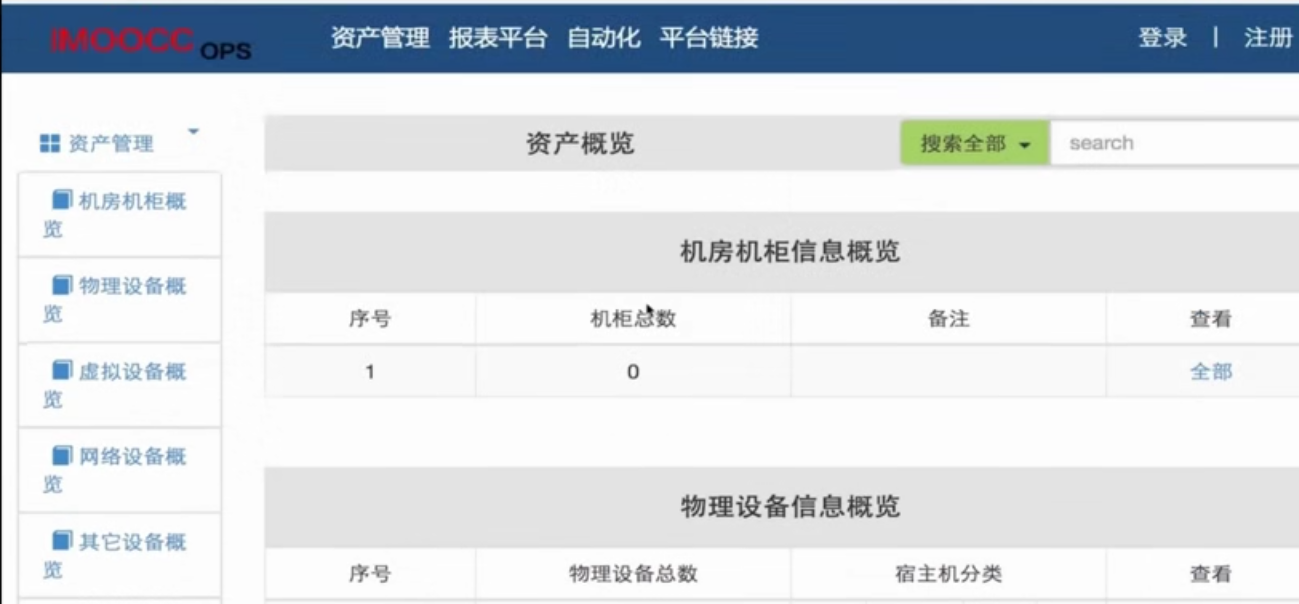 IMOOCC OPS 资产管理 报表平台 自动化 平台链接 登录 | 注册
资产管理
机房机柜概
览
物理设备概
览
虚拟设备概
览
网络设备概
览
其它设备概
览
资产概览 搜索全部 search
机房机柜信息概览
序号 机柜总数 备注 查看
1 0 全部
物理设备信息概览
序号 物理设备总数 宿主机分类 查看